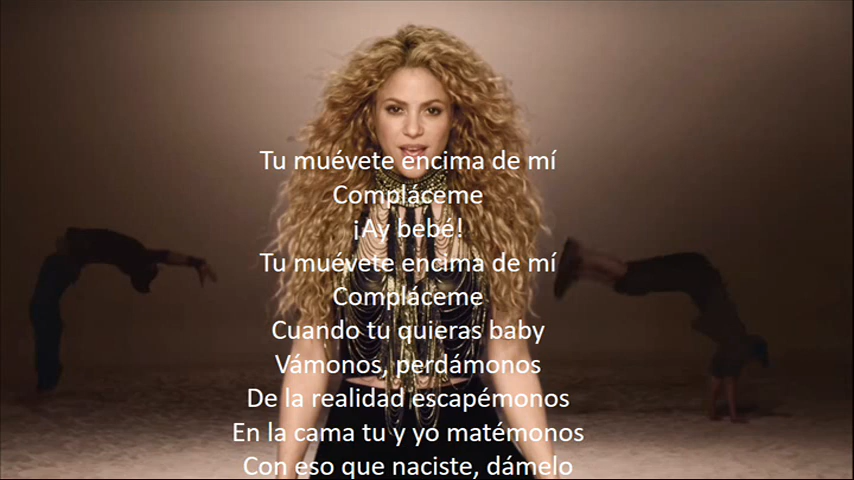 Tu muévete encima de mí
Compláceme
¡Ay bebé!
Tu muévete encima de mí
Compláceme
Cuando tu quieras baby
Vámonos, perdámonos
De la realidad escapémonos
En la cama tu y yo matémonos
Con eso que naciste, dámelo